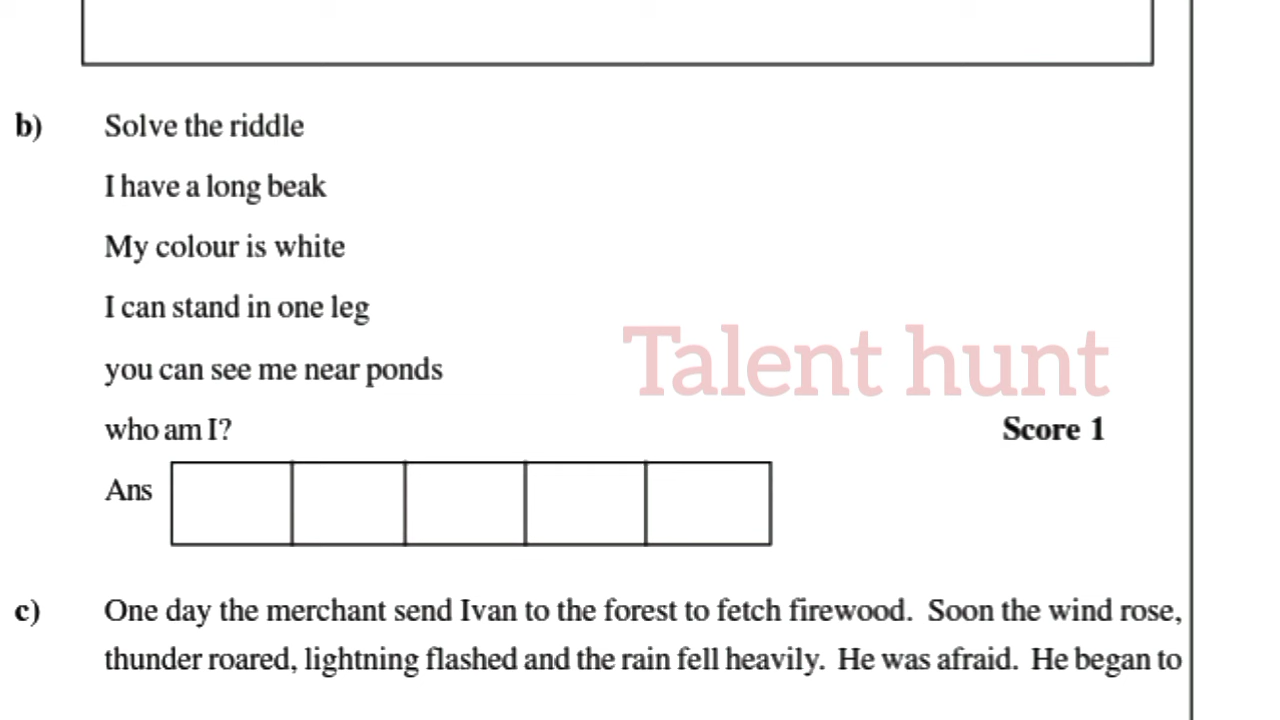 b) Solve the riddle
I have a long beak
My colour is white
I can stand in one leg
you can see me near ponds
Talent hunt
who am I? Score 1
Ans
c) One day the merchant send Ivan to the forest to fetch firewood. Soon the wind rose,
thunder roared, lightning flashed and the rain fell heavily. He was afraid. He began to